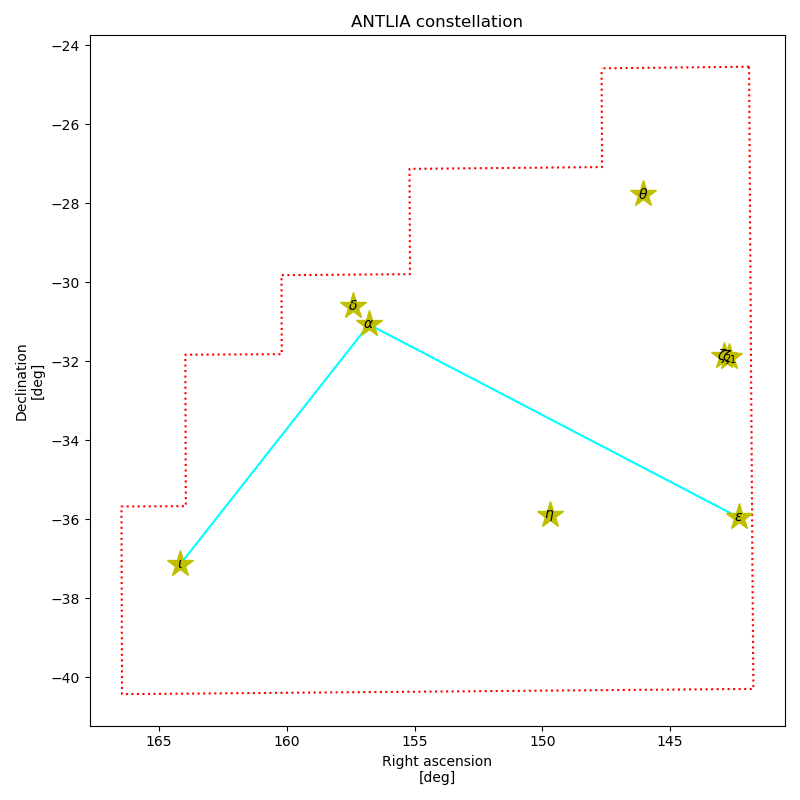 ANTLIA constellation
−24
−26
−28
−30
−32
−34
−36
−38
−40
Declination
[deg]
θ
δ
α
ζ ζ1
η
ε
ι
165
160
155
150
145
Right ascension
[deg]